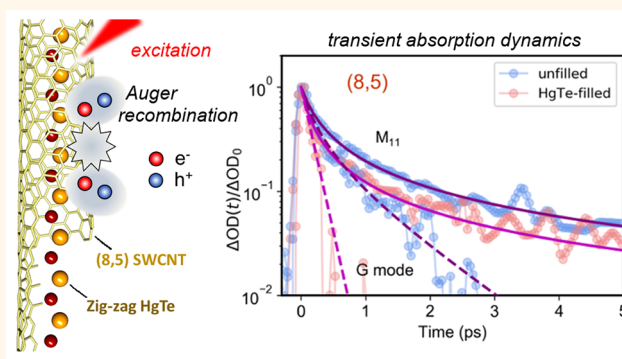 excitation
Auger
recombination
e-
h+
(8,5) SWCNT
Zig-zag HgTe
transient absorption dynamics
(8,5)
unfilled
HgTe-filled
M₁₁
G mode
ΔOD(t)/ΔOD₀
10⁰
10⁻¹
10⁻²
0 1 2 3 4 5
Time (ps)